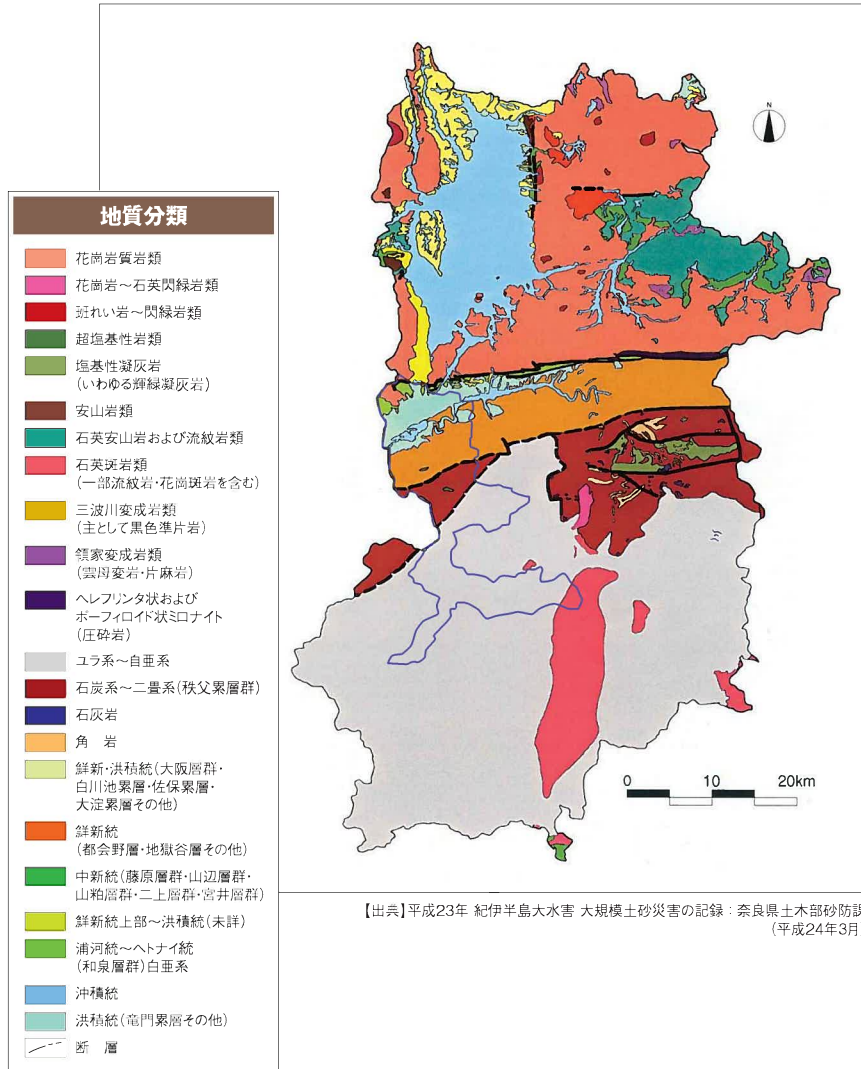 N
地質分類
花崗岩質岩類
花崗岩～石英閃緑岩類
班れい岩～閃緑岩類
超塩基性岩類
塩基性凝灰岩
(いわゆる輝緑凝灰岩)
安山岩類
石英安山岩および流紋岩類
石英斑岩類
(一部流紋岩・花崗斑岩を含む)
三波川変成岩類
(主として黒色準片岩)
領家変成岩類
(雲母変岩・片麻岩)
ヘレフリンタ状および
ポーフィロイド状ミロナイト
(圧砕岩)
ユラ系～自亜系
石炭系～二畳系(秩父累層群)
石灰岩
角 岩
鮮新・洪積統(大阪層群・
白川池累層・佐保累層・
大淀累層その他)
鮮新統
(都会野層・地獄谷層その他)
中新統(藤原層群・山辺層群・
山粕層群・二上層群・宮井層群)
鮮新統上部～洪積統(未詳)
浦河統～ヘトナイ統
(和泉層群)白亜系
沖積統
洪積統(竜門累層その他)
断 層
0 10 20km
【出典】平成23年 紀伊半島大水害 大規模土砂災害の記録：奈良県土木部砂防課
(平成24年3月